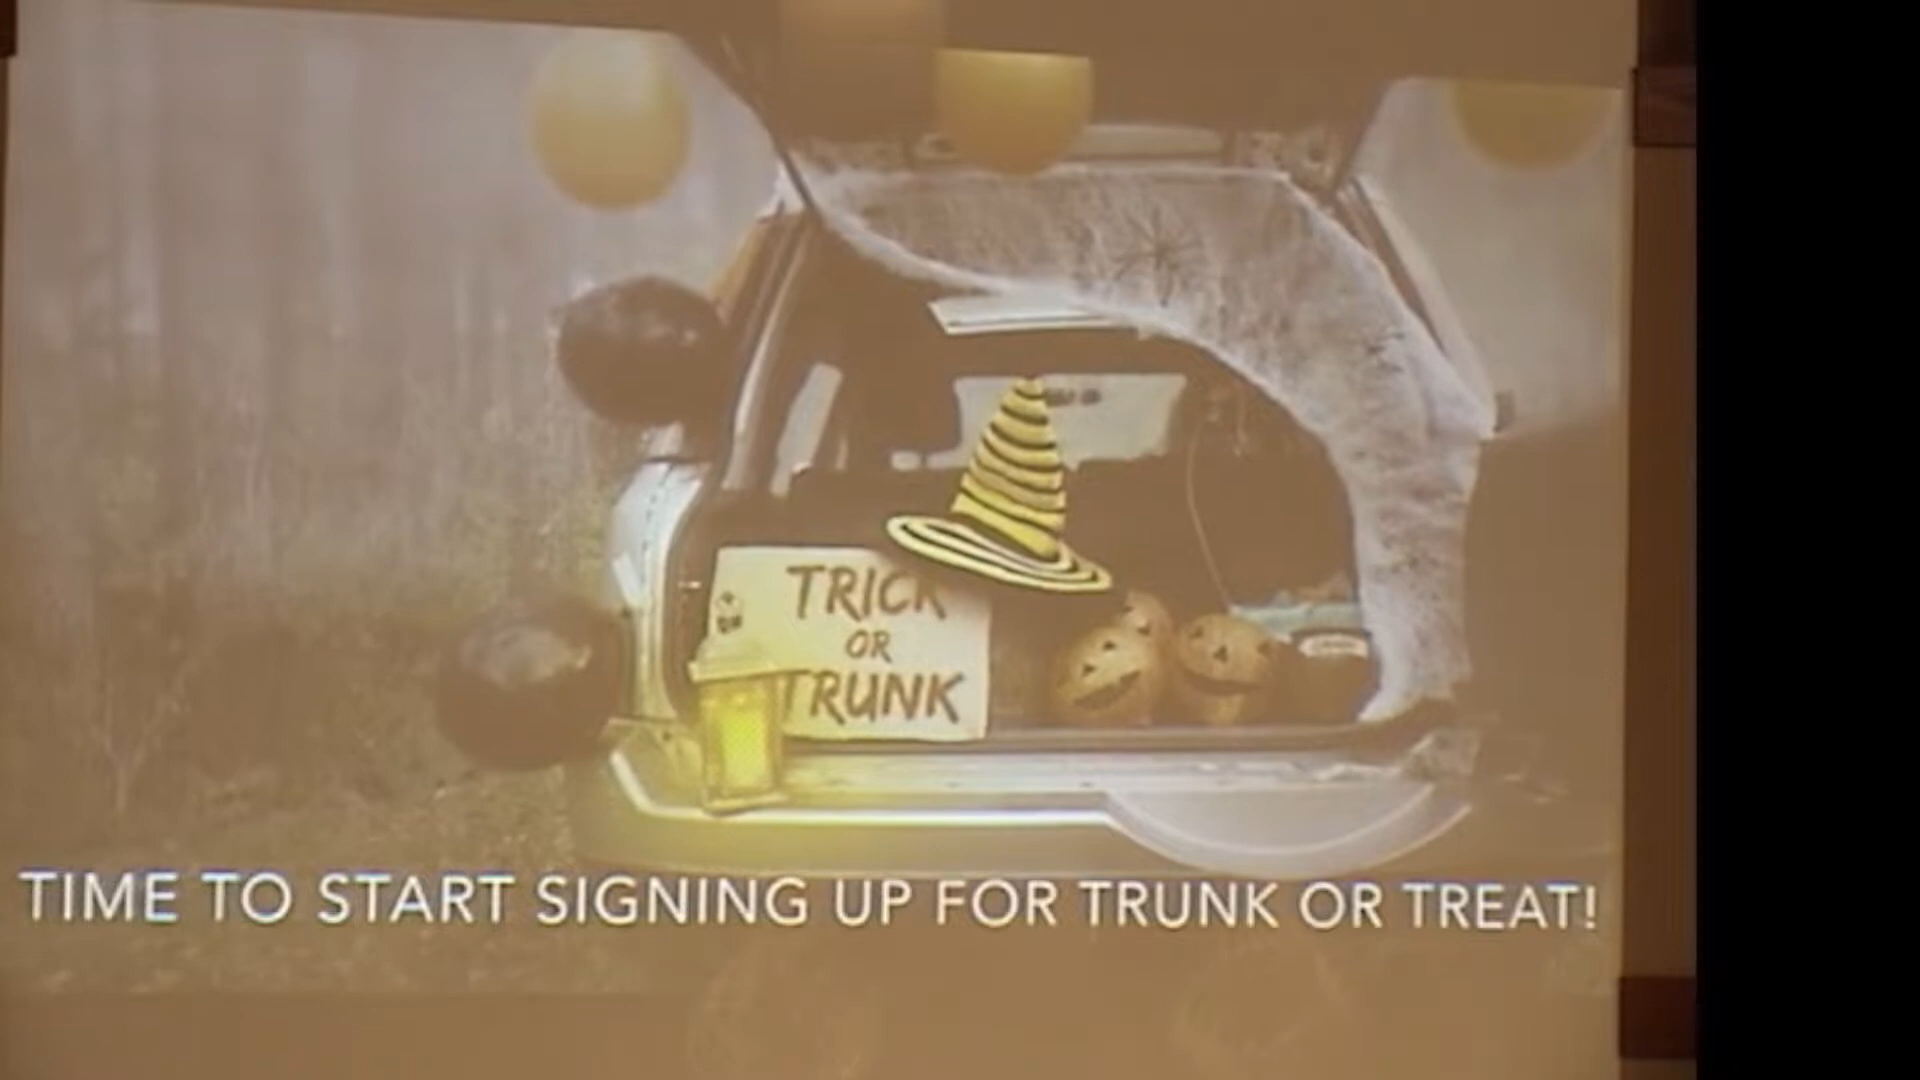 TRICK
OR
TRUNK
TIME TO START SIGNING UP FOR TRUNK OR TREAT!